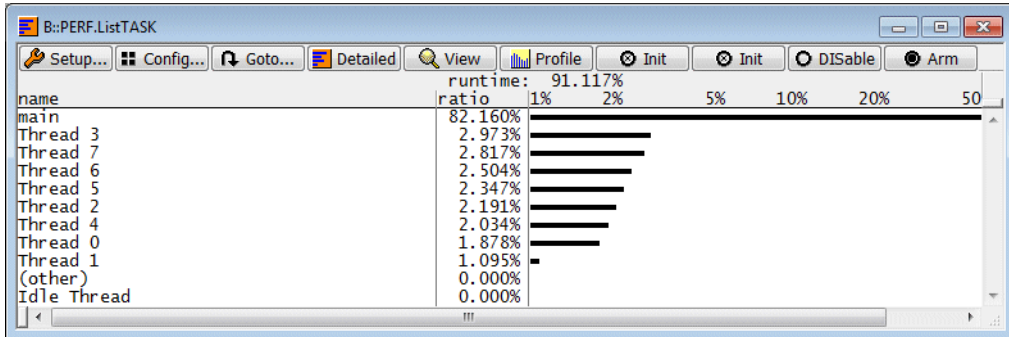 B::PERF.ListTASK
Setup... Config... Goto... Detailed View Profile Init Init DISable Arm
runtime: 91.117%
name ratio 1% 2% 5% 10% 20% 50
main 82.160%
Thread 3 2.973%
Thread 7 2.817%
Thread 6 2.504%
Thread 5 2.347%
Thread 2 2.191%
Thread 4 2.034%
Thread 0 1.878%
Thread 1 1.095%
(other) 0.000%
Idle Thread 0.000%